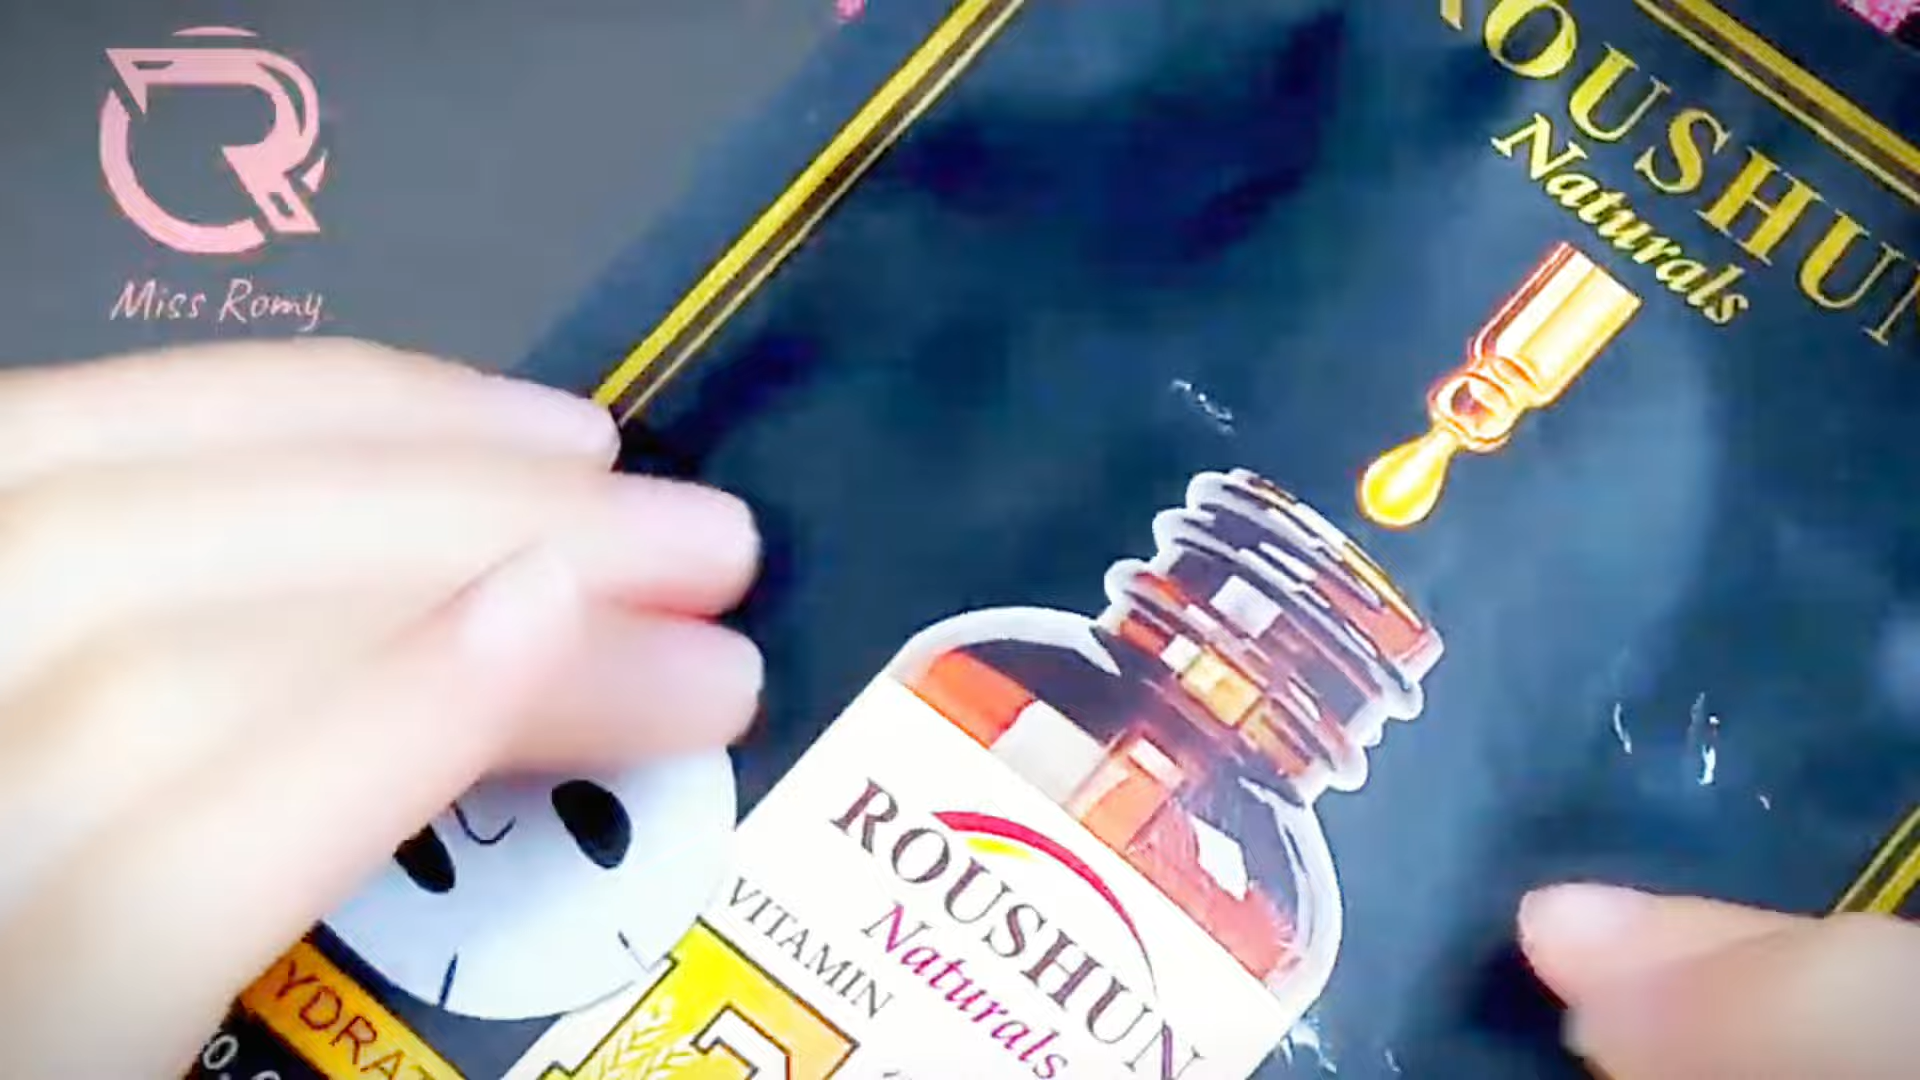 Miss Romy
ROUSHUN
Naturals
ROUSHUN
Naturals
VITAMIN
YDRAT